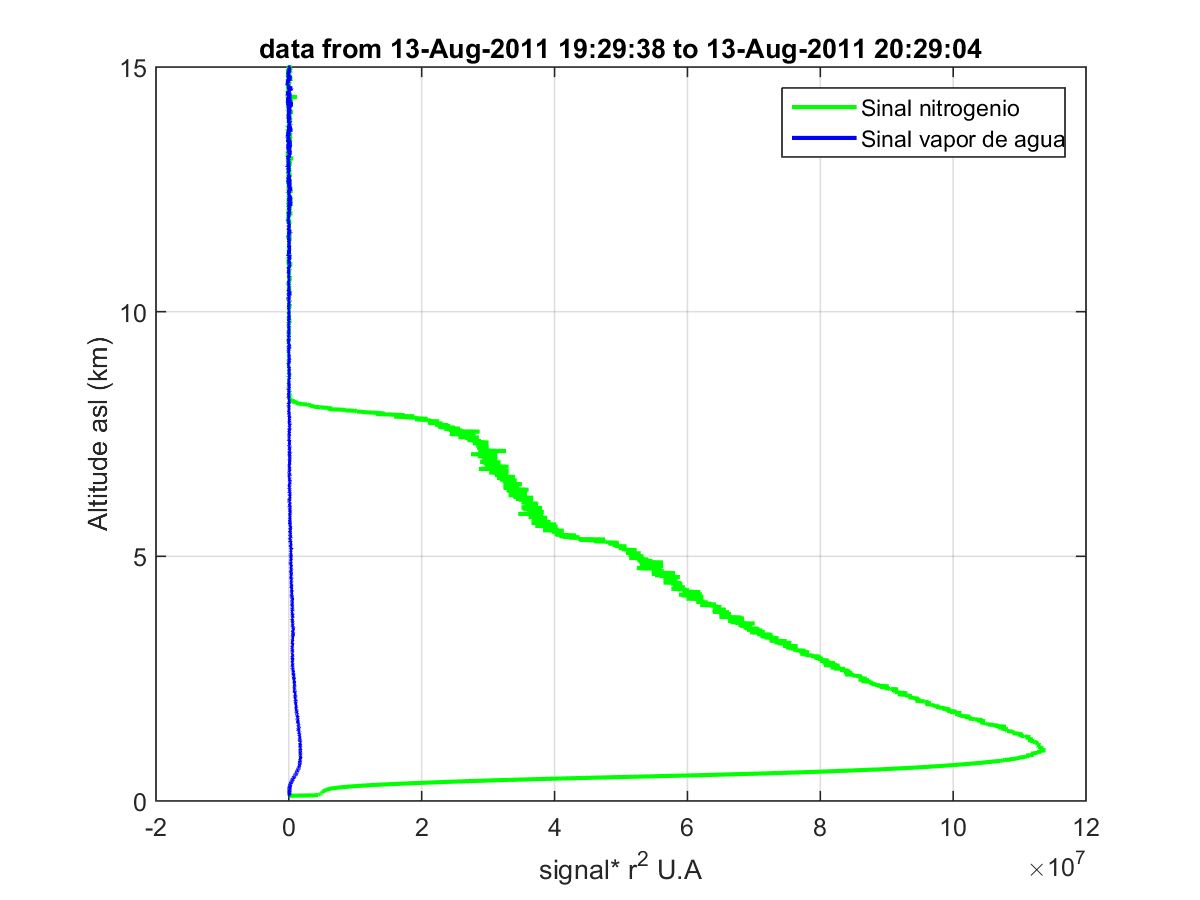 data from 13-Aug-2011 19:29:38 to 13-Aug-2011 20:29:04
Sinal nitrogenio
Sinal vapor de agua
15
10
5
0
Altitude asl (km)
-2 0 2 4 6 8 10 12
×10⁷
signal* r² U.A